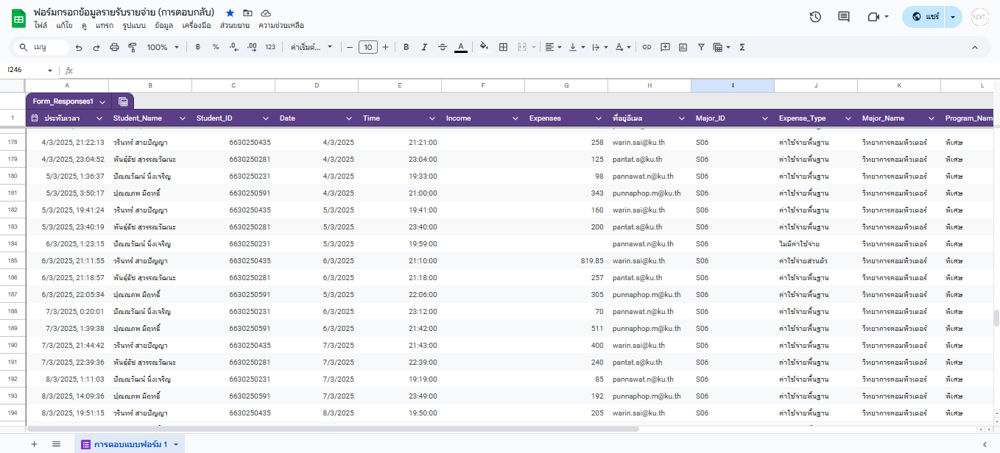 ฟอร์มกรอกข้อมูลรายรับรายจ่าย (การตอบกลับ)
ไฟล์ แก้ไข ดู แทรก รูปแบบ ข้อมูล เครื่องมือ ส่วนขยาย ความช่วยเหลือ
แชร์
NEXT
เมนู 100% ฿ % .0 .00 123 ค่าเริ่มต้... 10 B I S A A Σ
I246 fx
A B C D E F G H I J K L
Form_Responses1
1 ประทับเวลา Student_Name Student_ID Date Time Income Expenses ที่อยู่อีเมล Major_ID Expense_Type Major_Name Program_Name
178 4/3/2025, 21:22:13 วรินทร์ สายปัญญา 6630250435 4/3/2025 21:21:00 258 warin.sai@ku.th S06 ค่าใช้จ่ายพื้นฐาน วิทยาการคอมพิวเตอร์ พิเศษ
179 4/3/2025, 23:04:52 พันธุ์ธัช สุวรรณวัฒนะ 6630250281 4/3/2025 23:04:00 125 pantat.s@ku.th S06 ค่าใช้จ่ายพื้นฐาน วิทยาการคอมพิวเตอร์ พิเศษ
180 5/3/2025, 1:36:37 ปัณณวัฒน์ นิ่งเจริญ 6630250231 4/3/2025 19:33:00 98 pannawat.n@ku.th S06 ค่าใช้จ่ายพื้นฐาน วิทยาการคอมพิวเตอร์ พิเศษ
181 5/3/2025, 3:50:17 ปุณณภพ มีฤทธิ์ 6630250591 4/3/2025 21:00:00 343 punnaphop.m@ku.th S06 ค่าใช้จ่ายพื้นฐาน วิทยาการคอมพิวเตอร์ พิเศษ
182 5/3/2025, 19:41:24 วรินทร์ สายปัญญา 6630250435 5/3/2025 19:41:00 160 warin.sai@ku.th S06 ค่าใช้จ่ายพื้นฐาน วิทยาการคอมพิวเตอร์ พิเศษ
183 5/3/2025, 23:40:19 พันธุ์ธัช สุวรรณวัฒนะ 6630250281 5/3/2025 23:40:00 200 pantat.s@ku.th S06 ค่าใช้จ่ายพื้นฐาน วิทยาการคอมพิวเตอร์ พิเศษ
184 6/3/2025, 1:23:15 ปัณณวัฒน์ นิ่งเจริญ 6630250231 5/3/2025 19:59:00 pannawat.n@ku.th S06 ไม่มีค่าใช้จ่าย วิทยาการคอมพิวเตอร์ พิเศษ
185 6/3/2025, 21:11:55 วรินทร์ สายปัญญา 6630250435 6/3/2025 21:10:00 819.85 warin.sai@ku.th S06 ค่าใช้จ่ายส่วนตัว วิทยาการคอมพิวเตอร์ พิเศษ
186 6/3/2025, 21:18:57 พันธุ์ธัช สุวรรณวัฒนะ 6630250281 6/3/2025 21:18:00 257 pantat.s@ku.th S06 ค่าใช้จ่ายพื้นฐาน วิทยาการคอมพิวเตอร์ พิเศษ
187 6/3/2025, 22:05:34 ปุณณภพ มีฤทธิ์ 6630250591 5/3/2025 22:06:00 305 punnaphop.m@ku.th S06 ค่าใช้จ่ายพื้นฐาน วิทยาการคอมพิวเตอร์ พิเศษ
188 7/3/2025, 0:20:01 ปัณณวัฒน์ นิ่งเจริญ 6630250231 6/3/2025 23:12:00 70 pannawat.n@ku.th S06 ค่าใช้จ่ายพื้นฐาน วิทยาการคอมพิวเตอร์ พิเศษ
189 7/3/2025, 1:39:38 ปุณณภพ มีฤทธิ์ 6630250591 6/3/2025 21:42:00 511 punnaphop.m@ku.th S06 ค่าใช้จ่ายพื้นฐาน วิทยาการคอมพิวเตอร์ พิเศษ
190 7/3/2025, 21:44:42 วรินทร์ สายปัญญา 6630250435 7/3/2025 21:43:00 400 warin.sai@ku.th S06 ค่าใช้จ่ายพื้นฐาน วิทยาการคอมพิวเตอร์ พิเศษ
191 7/3/2025, 22:39:36 พันธุ์ธัช สุวรรณวัฒนะ 6630250281 7/3/2025 22:39:00 240 pantat.s@ku.th S06 ค่าใช้จ่ายพื้นฐาน วิทยาการคอมพิวเตอร์ พิเศษ
192 8/3/2025, 1:11:03 ปัณณวัฒน์ นิ่งเจริญ 6630250231 7/3/2025 19:19:00 85 pannawat.n@ku.th S06 ค่าใช้จ่ายพื้นฐาน วิทยาการคอมพิวเตอร์ พิเศษ
193 8/3/2025, 14:09:36 ปุณณภพ มีฤทธิ์ 6630250591 7/3/2025 23:49:00 192 punnaphop.m@ku.th S06 ค่าใช้จ่ายพื้นฐาน วิทยาการคอมพิวเตอร์ พิเศษ
194 8/3/2025, 19:51:15 วรินทร์ สายปัญญา 6630250435 8/3/2025 19:50:00 205 warin.sai@ku.th S06 ค่าใช้จ่ายพื้นฐาน วิทยาการคอมพิวเตอร์ พิเศษ
การตอบแบบฟอร์ม 1